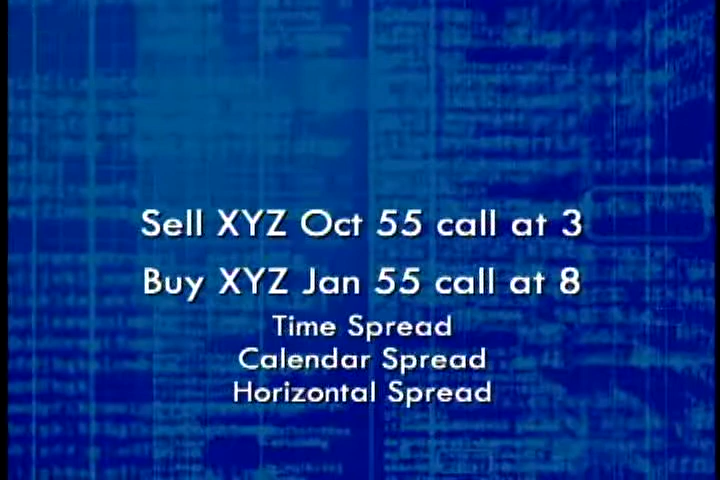 Sell XYZ Oct 55 call at 3
Buy XYZ Jan 55 call at 8
Time Spread
Calendar Spread
Horizontal Spread